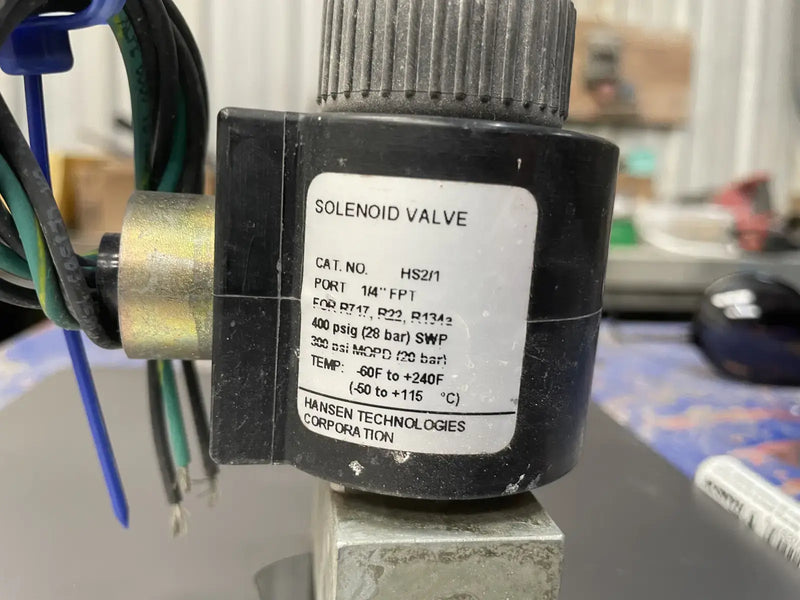 SOLENOID VALVE
CAT. NO. HS2/1
PORT 1/4" FPT
FOR R717, R22, R134a
400 psig (28 bar) SWP
300 psi MOPD (20 bar)
TEMP: -60F to +240F
(-50 to +115 °C)
HANSEN TECHNOLOGIES
CORPORATION